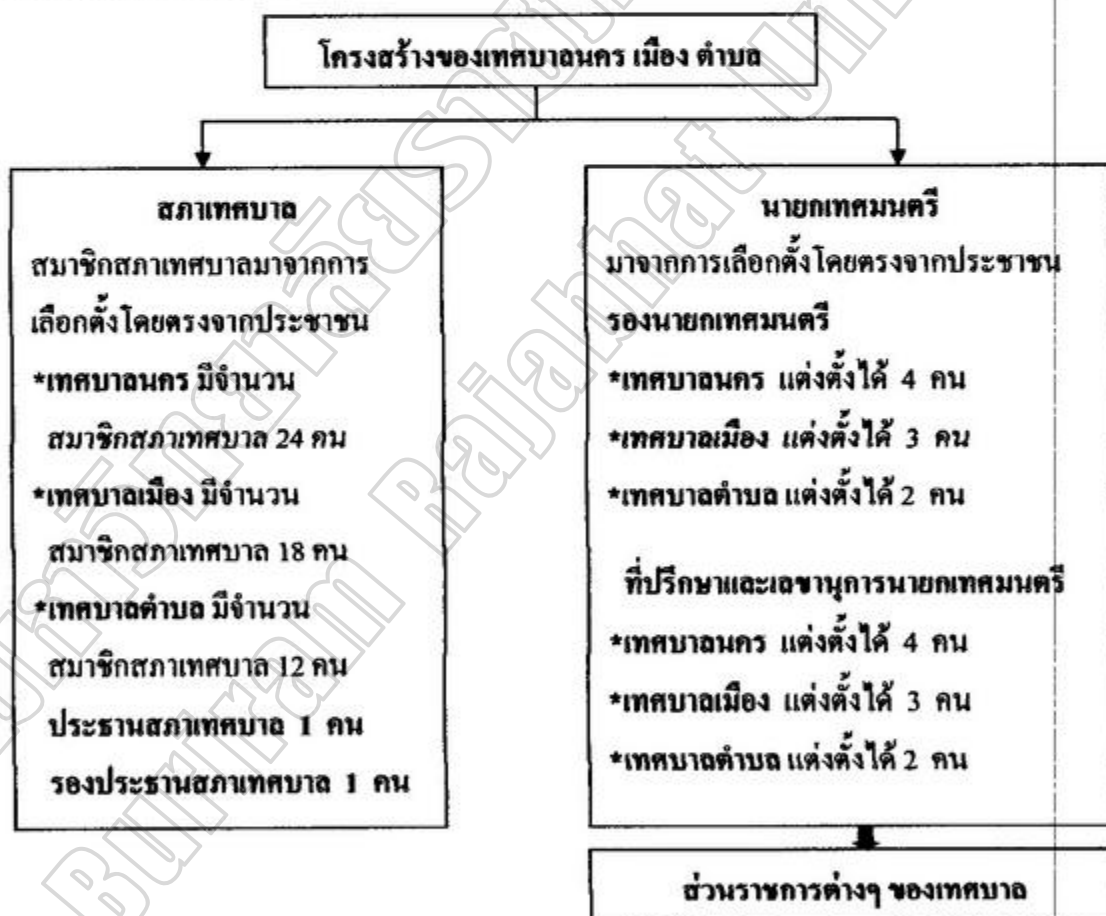 โครงสร้างของเทศบาลนคร เมือง ตำบล
สภาเทศบาล
สมาชิกสภาเทศบาลมาจากการ
เลือกตั้งโดยตรงจากประชาชน
*เทศบาลนคร มีจำนวน
สมาชิกสภาเทศบาล 24 คน
*เทศบาลเมือง มีจำนวน
สมาชิกสภาเทศบาล 18 คน
*เทศบาลตำบล มีจำนวน
สมาชิกสภาเทศบาล 12 คน
ประธานสภาเทศบาล 1 คน
รองประธานสภาเทศบาล 1 คน
นายกเทศมนตรี
มาจากการเลือกตั้งโดยตรงจากประชาชน
รองนายกเทศมนตรี
*เทศบาลนคร แต่งตั้งได้ 4 คน
*เทศบาลเมือง แต่งตั้งได้ 3 คน
*เทศบาลตำบล แต่งตั้งได้ 2 คน
ที่ปรึกษาและเลขานุการนายกเทศมนตรี
*เทศบาลนคร แต่งตั้งได้ 4 คน
*เทศบาลเมือง แต่งตั้งได้ 3 คน
*เทศบาลตำบล แต่งตั้งได้ 2 คน
ส่วนราชการต่างๆ ของเทศบาล
Buriram Rajabhat